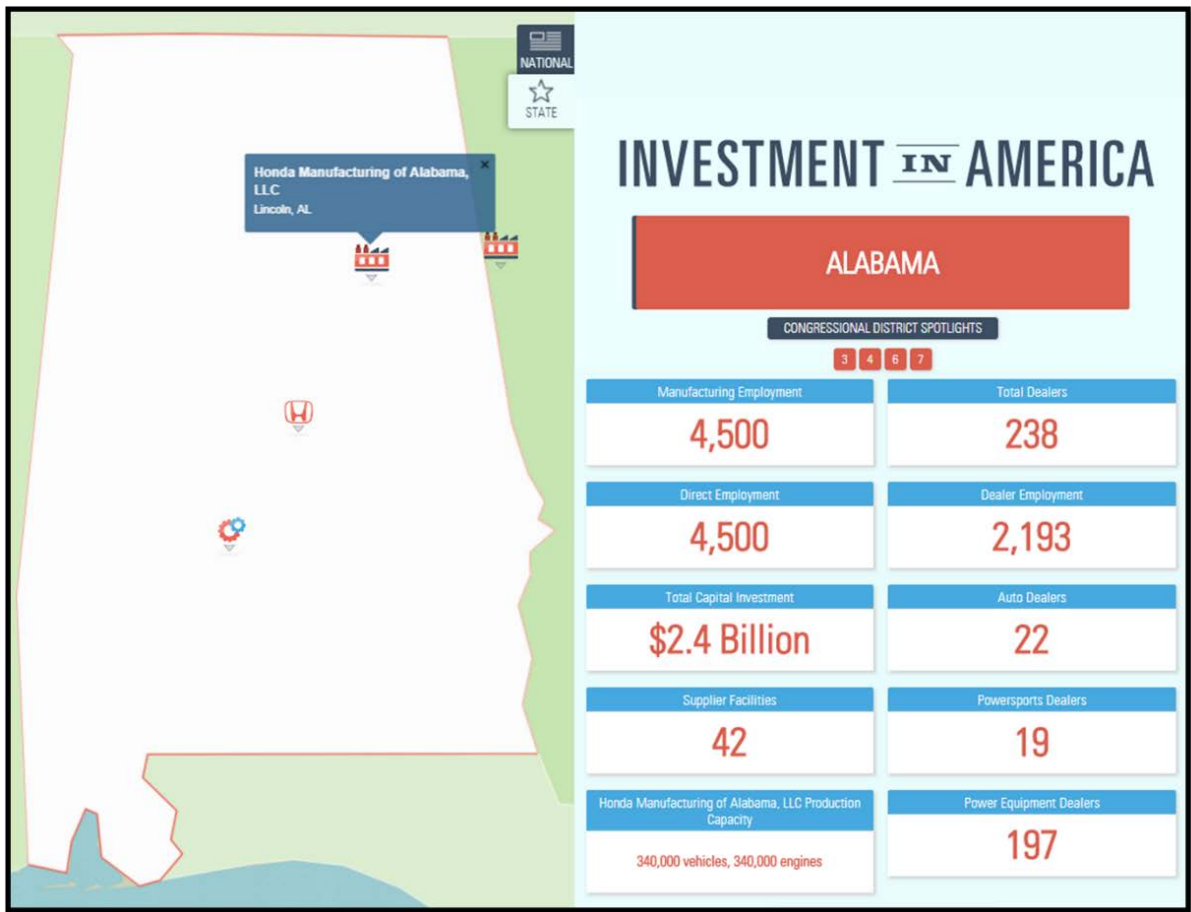 NATIONAL
STATE
Honda Manufacturing of Alabama,
LLC
Lincoln, AL
×
INVESTMENT IN AMERICA
ALABAMA
CONGRESSIONAL DISTRICT SPOTLIGHTS
3 4 6 7
Manufacturing Employment
4,500
Total Dealers
238
Direct Employment
4,500
Dealer Employment
2,193
Total Capital Investment
$2.4 Billion
Auto Dealers
22
Supplier Facilities
42
Powersports Dealers
19
Honda Manufacturing of Alabama, LLC Production
Capacity
340,000 vehicles, 340,000 engines
Power Equipment Dealers
197